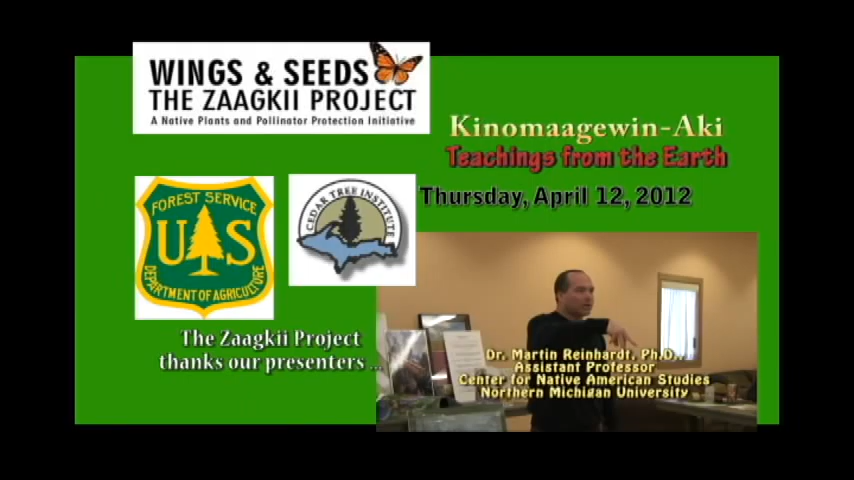 WINGS & SEEDS
THE ZAAGKII PROJECT
A Native Plants and Pollinator Protection Initiative
Kinomaagewin-Aki
Teachings from the Earth
Thursday, April 12, 2012
FOREST SERVICE
U S
DEPARTMENT OF AGRICULTURE
CEDAR TREE INSTITUTE
The Zaagkii Project
thanks our presenters ...
Dr. Martin Reinhardt, Ph.D.,
Assistant Professor
Center for Native American Studies
Northern Michigan University